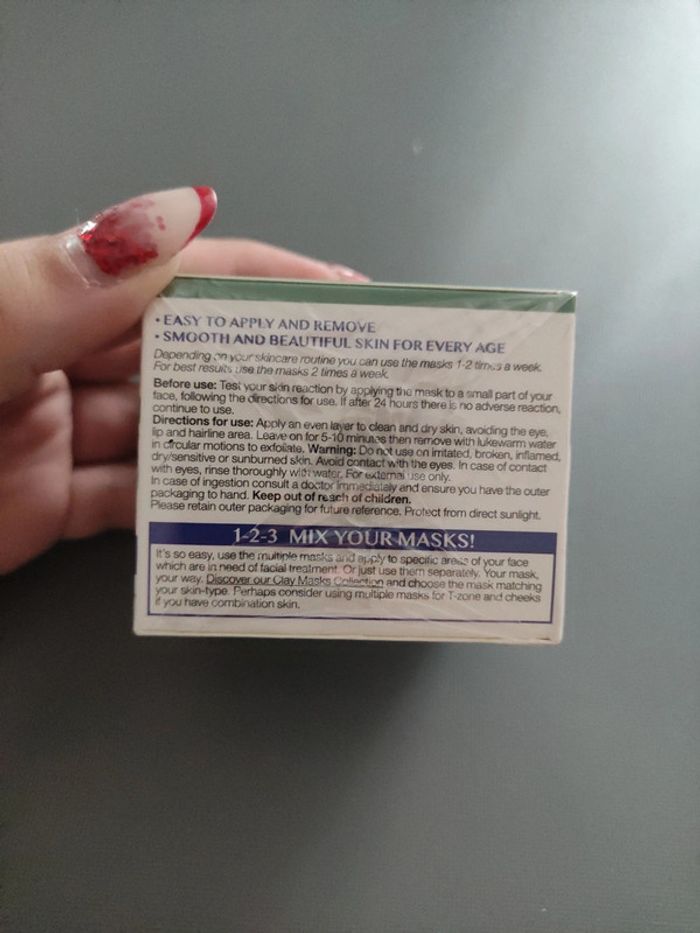 • EASY TO APPLY AND REMOVE
• SMOOTH AND BEAUTIFUL SKIN FOR EVERY AGE
Depending on your skincare routine you can use the masks 1-2 times a week.
For best results use the masks 2 times a week.
Before use: Test your skin reaction by applying the mask to a small part of your
face, following the directions for use. If after 24 hours there is no adverse reaction,
continue to use.
Directions for use: Apply an even layer to clean and dry skin, avoiding the eye,
lip and hairline area. Leave on for 5-10 minutes then remove with lukewarm water
in circular motions to exfoliate. Warning: Do not use on irritated, broken, inflamed,
dry/sensitive or sunburned skin. Avoid contact with the eyes. In case of contact
with eyes, rinse thoroughly with water. For external use only.
In case of ingestion consult a doctor immediately and ensure you have the outer
packaging to hand. Keep out of reach of children.
Please retain outer packaging for future reference. Protect from direct sunlight.
1-2-3 MIX YOUR MASKS!
It's so easy, use the multiple masks and apply to specific areas of your face
which are in need of facial treatment. Or just use them separately. Your mask,
your way. Discover our Clay Masks Collection and choose the mask matching
your skin-type. Perhaps consider using multiple masks for T-zone and cheeks
if you have combination skin.